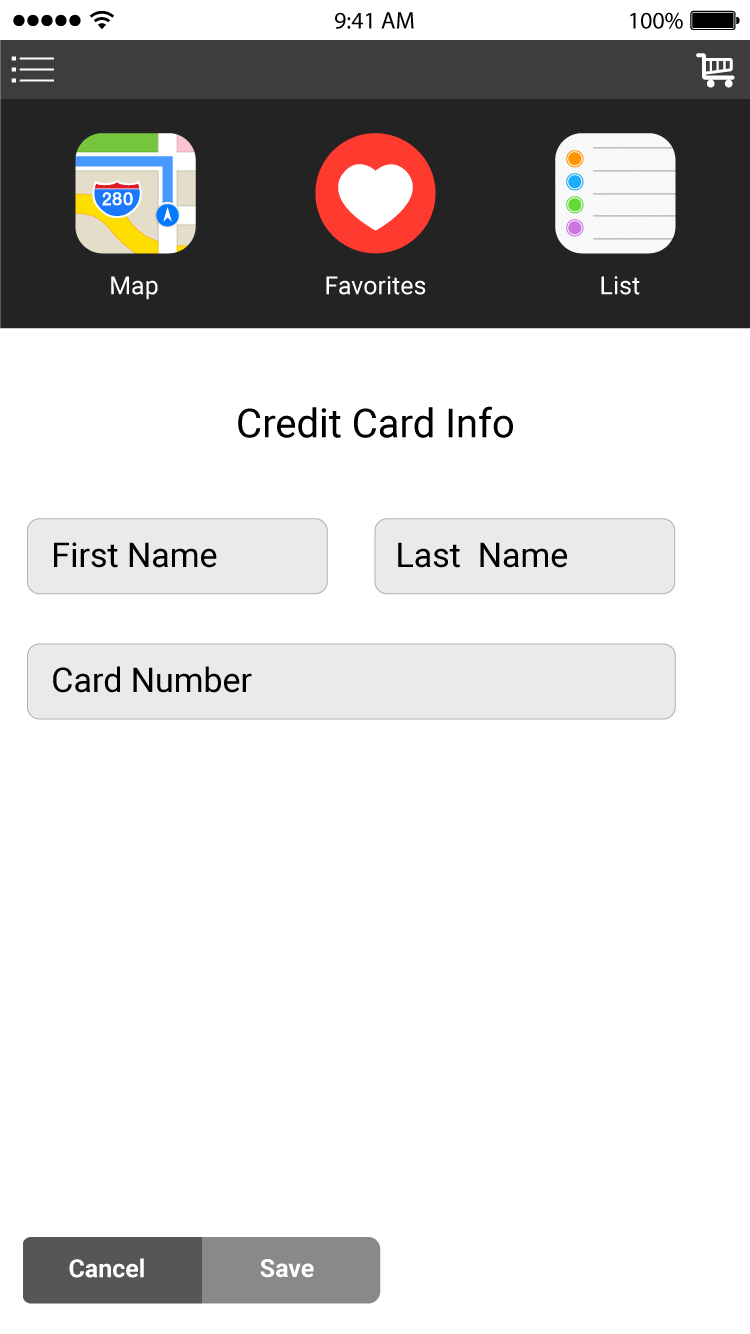 9:41 AM 100%
280
Map Favorites List
Credit Card Info
First Name Last  Name
Card Number
Cancel Save